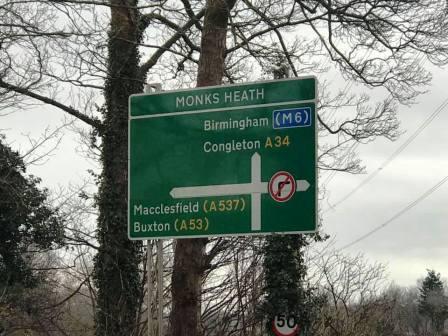 MONKS HEATH
Birmingham (M6)
Congleton A34
Macclesfield (A537)
Buxton (A53)
50